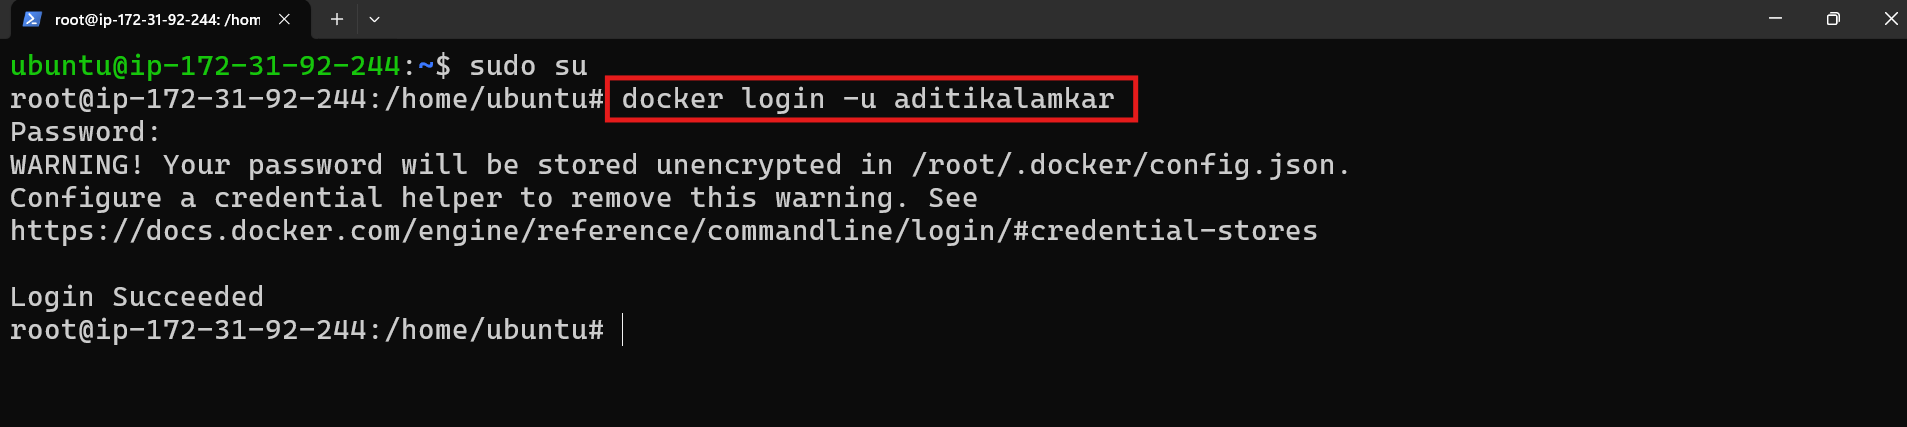 root@ip-172-31-92-244: /hom
ubuntu@ip-172-31-92-244:~$ sudo su
root@ip-172-31-92-244:/home/ubuntu# docker login -u aditikalamkar
Password:
WARNING! Your password will be stored unencrypted in /root/.docker/config.json.
Configure a credential helper to remove this warning. See
https://docs.docker.com/engine/reference/commandline/login/#credential-stores
Login Succeeded
root@ip-172-31-92-244:/home/ubuntu#